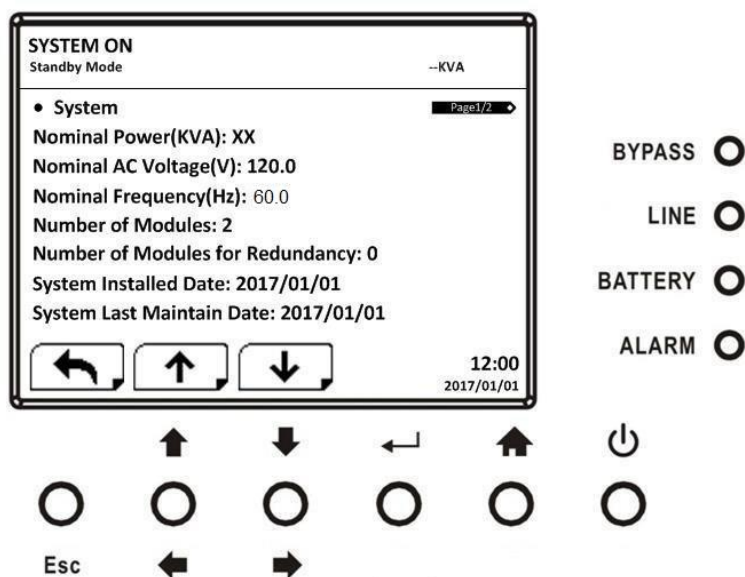 SYSTEM ON
Standby Mode --KVA
• System Page1/2
Nominal Power(KVA): XX
Nominal AC Voltage(V): 120.0
Nominal Frequency(Hz): 60.0
Number of Modules: 2
Number of Modules for Redundancy: 0
System Installed Date: 2017/01/01
System Last Maintain Date: 2017/01/01
12:00
2017/01/01
BYPASS
LINE
BATTERY
ALARM
Esc